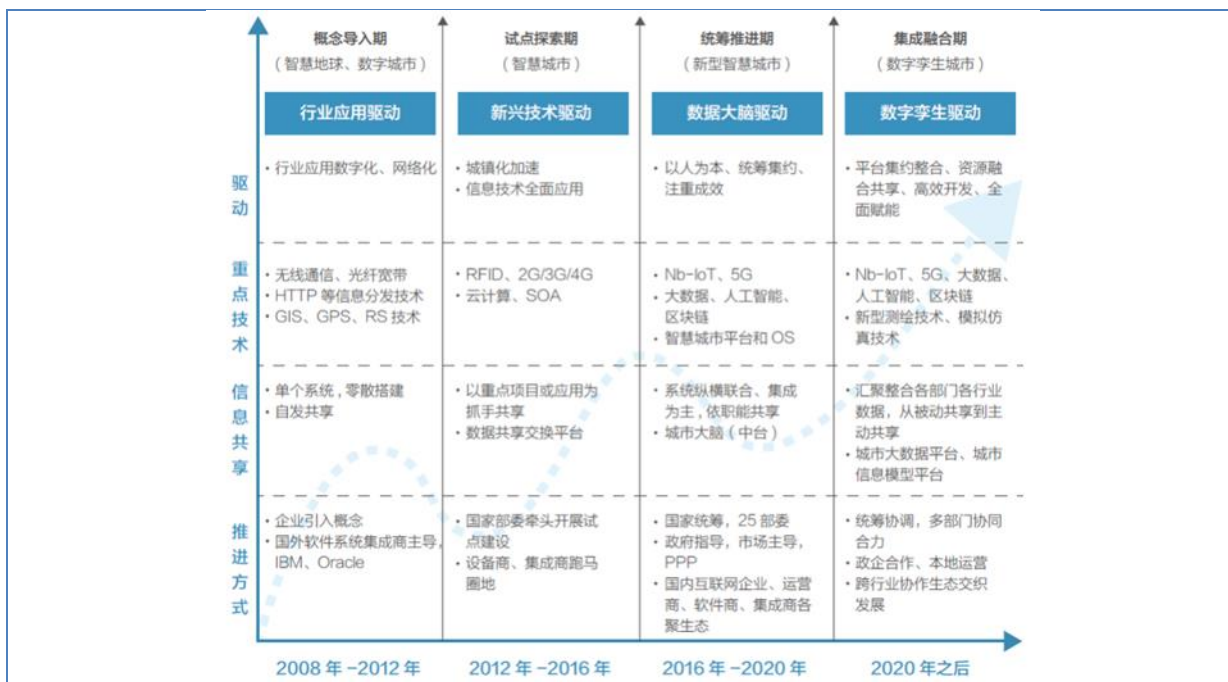 概念导入期
（智慧地球、数字城市）
试点探索期
（智慧城市）
统筹推进期
（新型智慧城市）
集成融合期
（数字孪生城市）
行业应用驱动
新兴技术驱动
数据大脑驱动
数字孪生驱动
驱动
• 行业应用数字化、网络化
• 城镇化加速
• 信息技术全面应用
• 以人为本、统筹集约、
注重成效
• 平台集约整合、资源融
合共享、高效开发、全
面赋能
重点技术
• 无线通信、光纤宽带
• HTTP 等信息分发技术
• GIS、GPS、RS 技术
• RFID、2G/3G/4G
• 云计算、SOA
• Nb-IoT、5G
• 大数据、人工智能、
区块链
• 智慧城市平台和 OS
• Nb-IoT、5G、大数据、
人工智能、区块链
• 新型测绘技术、模拟仿
真技术
信息共享
• 单个系统，零散搭建
• 自发共享
• 以重点项目或应用为
抓手共享
• 数据共享交换平台
• 系统纵横联合、集成
为主，依职能共享
• 城市大脑（中台）
• 汇聚整合各部门各行业
数据，从被动共享到主
动共享
• 城市大数据平台、城市
信息模型平台
推进方式
• 企业引入概念
• 国外软件系统集成商主导，
IBM、Oracle
• 国家部委牵头开展试
点建设
• 设备商、集成商跑马
圈地
• 国家统筹，25 部委
• 政府指导，市场主导，
PPP
• 国内互联网企业、运营
商、软件商、集成商各
聚生态
• 统筹协调，多部门协同
合力
• 政企合作、本地运营
• 跨行业协作生态交织
发展
2008 年 -2012 年
2012 年 -2016 年
2016 年 -2020 年
2020 年之后